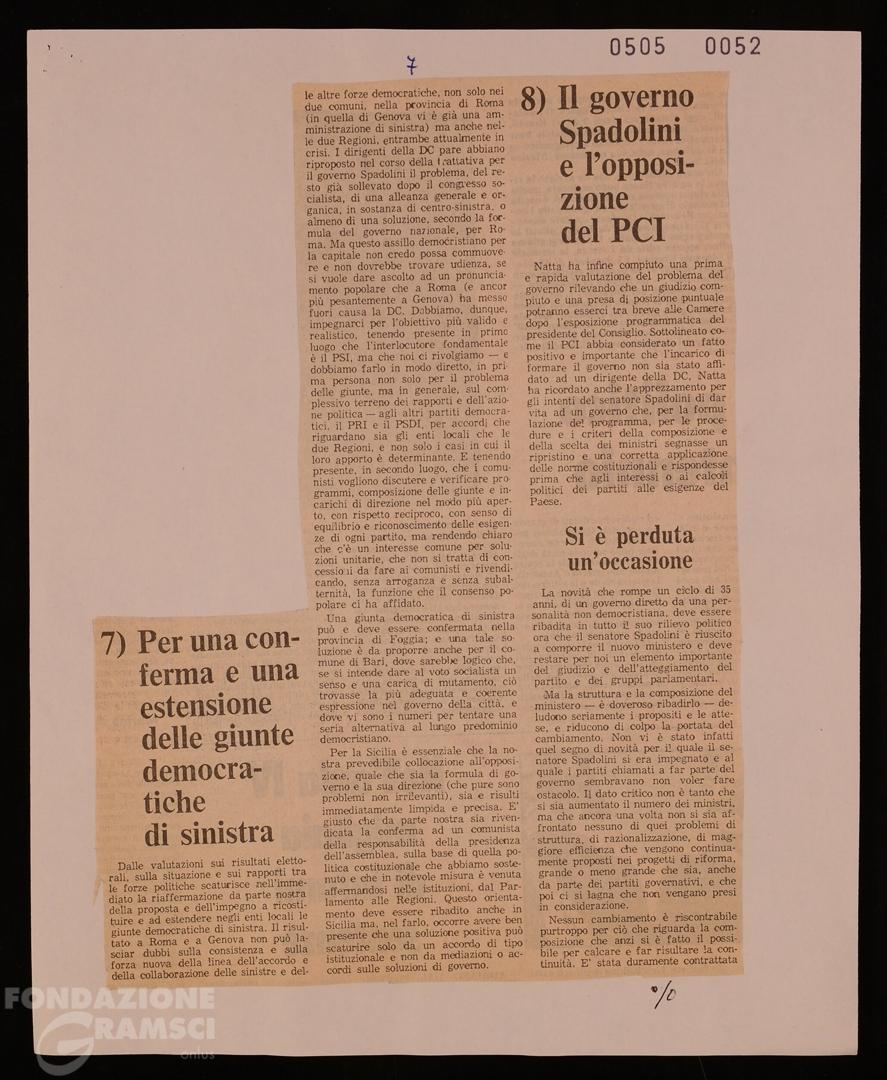 0505 0052
7
7) Per una con-
ferma e una
estensione
delle giunte
democra-
tiche
di sinistra
Dalle valutazioni sui risultati eletto-
rali, sulla situazione e sui rapporti tra
le forze politiche scaturisce nell'imme-
diato la riaffermazione da parte nostra
della proposta e dell'impegno a ricosti-
tuire e ad estendere negli enti locali le
giunte democratiche di sinistra. Il risul-
tato a Roma e a Genova non può la-
sciar dubbi sulla consistenza e sulla
forza nuova della linea dell'accordo e
della collaborazione delle sinistre e del-
le altre forze democratiche, non solo nei
due comuni, nella provincia di Roma
(in quella di Genova vi è già una am-
ministrazione di sinistra) ma anche nel-
le due Regioni, entrambe attualmente in
crisi. I dirigenti della DC pare abbiano
riproposto nel corso della trattativa per
il governo Spadolini il problema, del re-
sto già sollevato dopo il congresso so-
cialista, di una alleanza generale e or-
ganica, in sostanza di centro-sinistra, o
almeno di una soluzione, secondo la for-
mula del governo nazionale, per Ro-
ma. Ma questo assillo democristiano per
la capitale non credo possa commuove-
re e non dovrebbe trovare udienza, se
si vuole dare ascolto ad un pronuncia-
mento popolare che a Roma (e ancor
più pesantemente a Genova) ha messo
fuori causa la DC. Dobbiamo, dunque,
impegnarci per l'obiettivo più valido e
realistico, tenendo presente in primo
luogo che l'interlocutore fondamentale
è il PSI, ma che noi ci rivolgiamo — e
dobbiamo farlo in modo diretto, in pri-
ma persona non solo per il problema
delle giunte, ma in generale, sul com-
plessivo terreno dei rapporti e dell'azio-
ne politica — agli altri partiti democra-
tici, il PRI e il PSDI, per accordi che
riguardano sia gli enti locali che le
due Regioni, e non solo i casi in cui il
loro apporto è determinante. E tenendo
presente, in secondo luogo, che i comu-
nisti vogliono discutere e verificare pro-
grammi, composizione delle giunte e in-
carichi di direzione nel modo più aper-
to, con rispetto reciproco, con senso di
equilibrio e riconoscimento delle esigen-
ze di ogni partito, ma rendendo chiaro
che c'è un interesse comune per solu-
zioni unitarie, che non si tratta di con-
cessioni da fare ai comunisti e rivendi-
cando, senza arroganza e senza subal-
ternità, la funzione che il consenso po-
polare ci ha affidato.
Una giunta democratica di sinistra
può e deve essere confermata nella
provincia di Foggia; e una tale so-
luzione è da proporre anche per il co-
mune di Bari, dove sarebbe logico che,
se si intende dare al voto socialista un
senso e una carica di mutamento, ciò
trovasse la più adeguata e coerente
espressione nel governo della città, e
dove vi sono i numeri per tentare una
seria alternativa al lungo predominio
democristiano.
Per la Sicilia è essenziale che la no-
stra prevedibile collocazione all'opposi-
zione, quale che sia la formula di go-
verno e la sua direzione (che pure sono
problemi non irrilevanti), sia e risulti
immediatamente limpida e precisa. E'
giusto che da parte nostra sia riven-
dicata la conferma ad un comunista
della responsabilità della presidenza
dell'assemblea, sulla base di quella po-
litica costituzionale che abbiamo soste-
nuto e che in notevole misura è venuta
affermandosi nelle istituzioni, dal Par-
lamento alle Regioni. Questo orienta-
mento deve essere ribadito anche in
Sicilia ma, nel farlo, occorre avere ben
presente che una soluzione positiva può
scaturire solo da un accordo di tipo
istituzionale e non da mediazioni o ac-
cordi sulle soluzioni di governo.
8) Il governo
Spadolini
e l'opposi-
zione
del PCI
Natta ha infine compiuto una prima
e rapida valutazione del problema del
governo rilevando che un giudizio com-
piuto e una presa di posizione puntuale
potranno esserci tra breve alle Camere
dopo l'esposizione programmatica del
presidente del Consiglio. Sottolineato co-
me il PCI abbia considerato un fatto
positivo e importante che l'incarico di
formare il governo non sia stato affi-
dato ad un dirigente della DC, Natta
ha ricordato anche l'apprezzamento per
gli intenti del senatore Spadolini di dar
vita ad un governo che, per la formu-
lazione del programma, per le proce-
dure e i criteri della composizione e
della scelta dei ministri segnasse un
ripristino e una corretta applicazione
delle norme costituzionali e rispondesse
prima che agli interessi o ai calcoli
politici dei partiti alle esigenze del
Paese.
Si è perduta
un'occasione
La novità che rompe un ciclo di 35
anni, di un governo diretto da una per-
sonalità non democristiana, deve essere
ribadita in tutto il suo rilievo politico
ora che il senatore Spadolini è riuscito
a comporre il nuovo ministero e deve
restare per noi un elemento importante
del giudizio e dell'atteggiamento del
partito e dei gruppi parlamentari.
Ma la struttura e la composizione del
ministero — è doveroso ribadirlo — de-
ludono seriamente i propositi e le atte-
se, e riducono di colpo la portata del
cambiamento. Non vi è stato infatti
quel segno di novità per il quale il se-
natore Spadolini si era impegnato e al
quale i partiti chiamati a far parte del
governo sembravano non voler fare
ostacolo. Il dato critico non è tanto che
si sia aumentato il numero dei ministri,
ma che ancora una volta non si sia af-
frontato nessuno di quei problemi di
struttura, di razionalizzazione, di mag-
giore efficienza che vengono continua-
mente proposti nei progetti di riforma,
grande o meno grande che sia, anche
da parte dei partiti governativi, e che
poi ci si lagna che non vengano presi
in considerazione.
Nessun cambiamento è riscontrabile
purtroppo per ciò che riguarda la com-
posizione che anzi si è fatto il possi-
bile per calcare e far risultare la con-
tinuità. E' stata duramente contrattata
%
FONDAZIONE
GRAMSCI
onlus